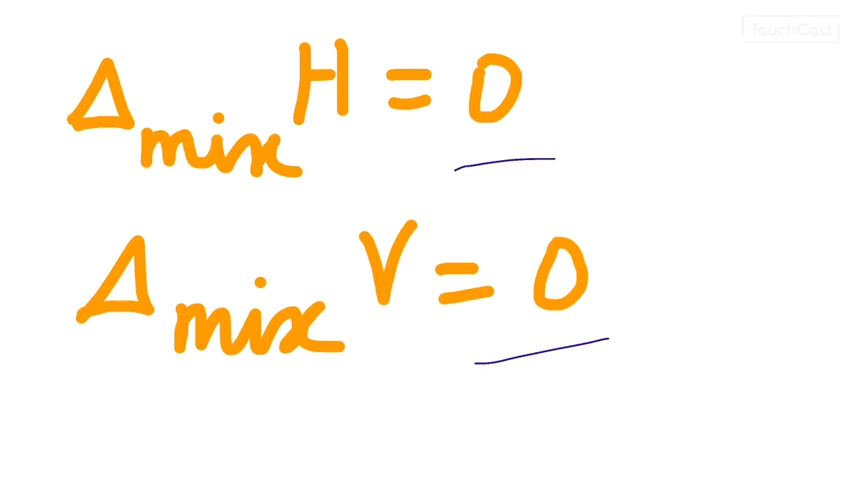 TouchCast
Δmix H = 0
Δmix V = 0